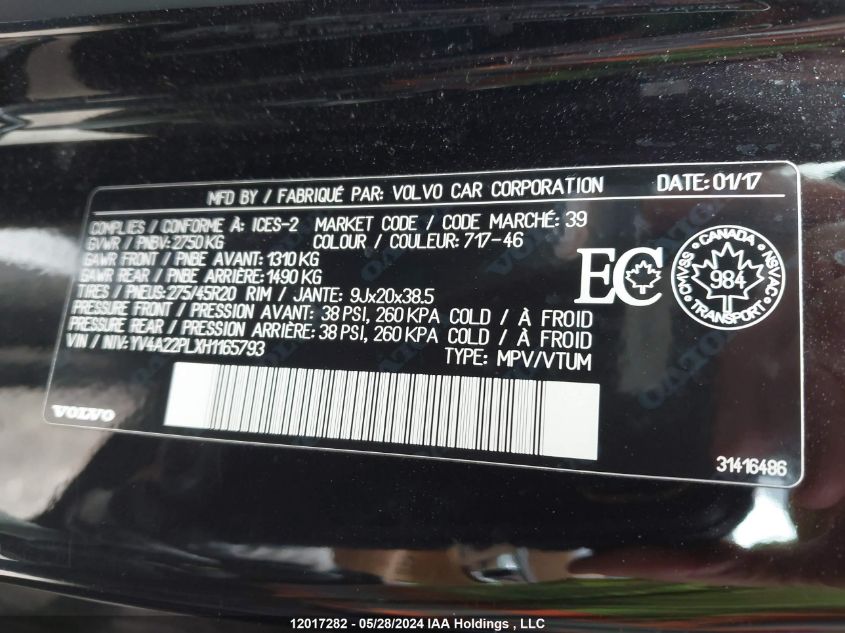 MFD BY / FABRIQUÉ PAR: VOLVO CAR CORPORATION DATE: 01/17
COMPLIES / CONFORME À: ICES-2 MARKET CODE / CODE MARCHÉ: 39
GVWR / PNBV: 2750 KG COLOUR / COULEUR: 717-46
GAWR FRONT / PNBE AVANT: 1310 KG
GAWR REAR / PNBE ARRIÈRE: 1490 KG
TIRES / PNEUS: 275/45R20 RIM / JANTE: 9Jx20x38.5
PRESSURE FRONT / PRESSION AVANT: 38 PSI, 260 KPA COLD / À FROID
PRESSURE REAR / PRESSION ARRIÈRE: 38 PSI, 260 KPA COLD / À FROID
VIN / NIV: YV4A22PLXH1165793 TYPE: MPV/VTUM
EC
CANADA
CMVSS
NSVAC
984
TRANSPORT
VOLVO
31416486
12017282 - 05/28/2024 IAA Holdings , LLC